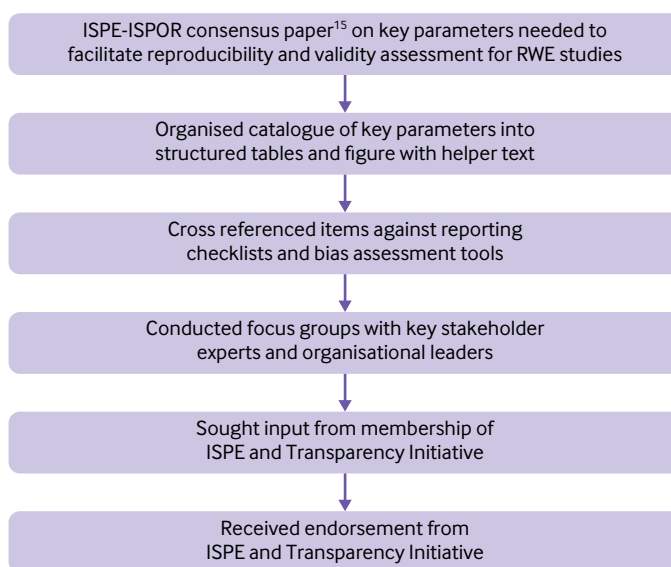 ISPE-ISPOR consensus paper¹⁵ on key parameters needed to
facilitate reproducibility and validity assessment for RWE studies
Organised catalogue of key parameters into
structured tables and figure with helper text
Cross referenced items against reporting
checklists and bias assessment tools
Conducted focus groups with key stakeholder
experts and organisational leaders
Sought input from membership of
ISPE and Transparency Initiative
Received endorsement from
ISPE and Transparency Initiative